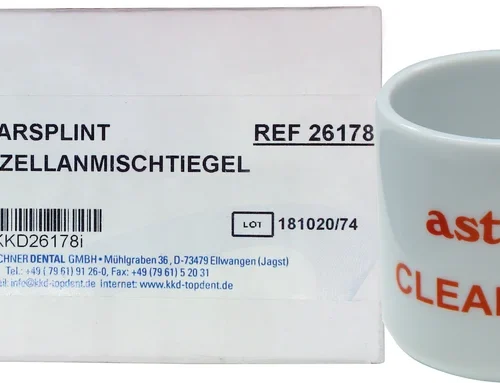 ARSPLINT
REF 26178
ZELLANMISCHTIEGEL
KKD26178i
LOT 181020/74
CHNER DENTAL GMBH • Mühlgraben 36, D-73479 Ellwangen (Jagst)
Tel.: +49 (79 61) 91 26-0, Fax: +49 (79 61) 5 20 31
eil: info@kkd-topdent.de Internet: www.kkd-topdent.de
ast
CLEAR